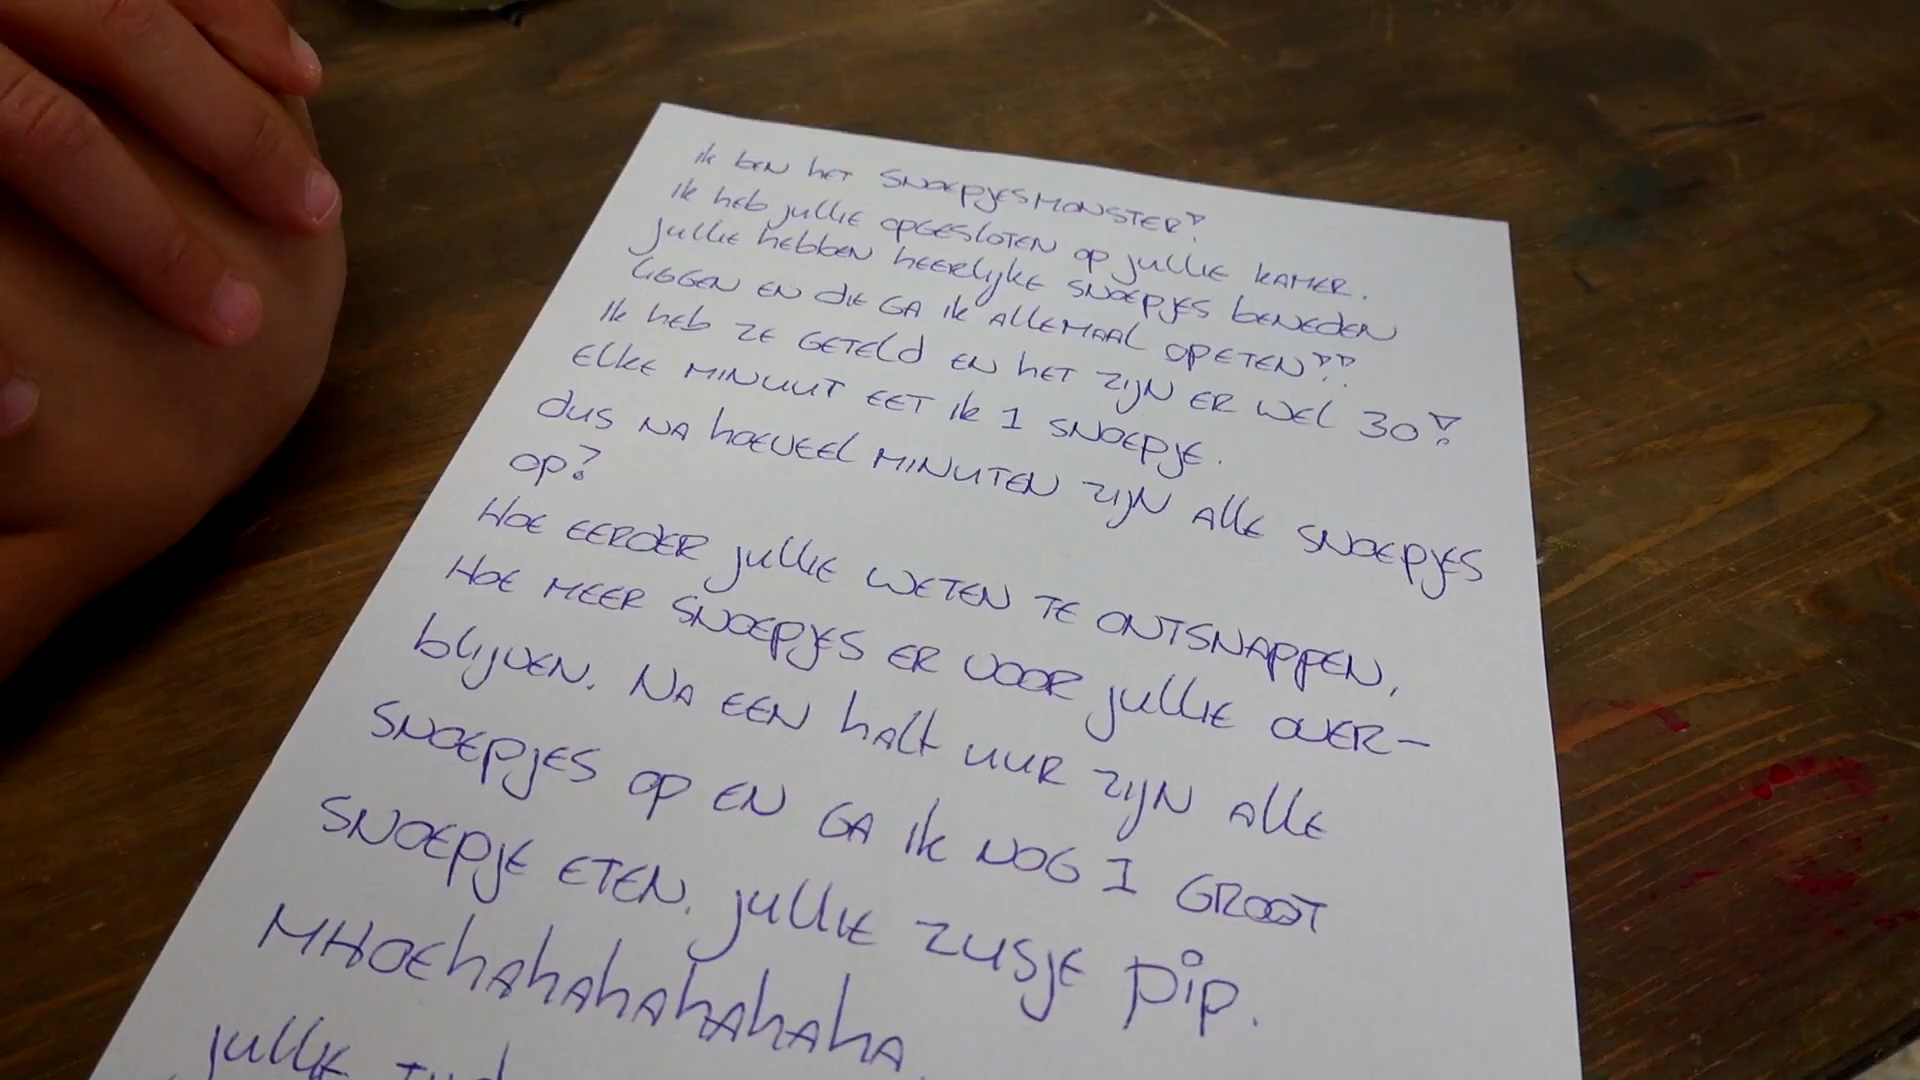 Ik ben het snoepjesmonster!
Ik heb jullie opgesloten op jullie kamer.
Jullie hebben heerlijke snoepjes beneden
liggen en die ga ik allemaal opeten!!
Ik heb ze geteld en het zijn er wel 30!
Elke minuut eet ik 1 snoepje.
dus na hoeveel minuten zijn alle snoepjes
op?
Hoe eerder jullie weten te ontsnappen,
Hoe meer snoepjes er voor jullie over-
blijven. Na een half uur zijn alle
snoepjes op en ga ik nog 1 groot
snoepje eten. jullie zusje pip.
MHOEhahahahahahaha.
jullie